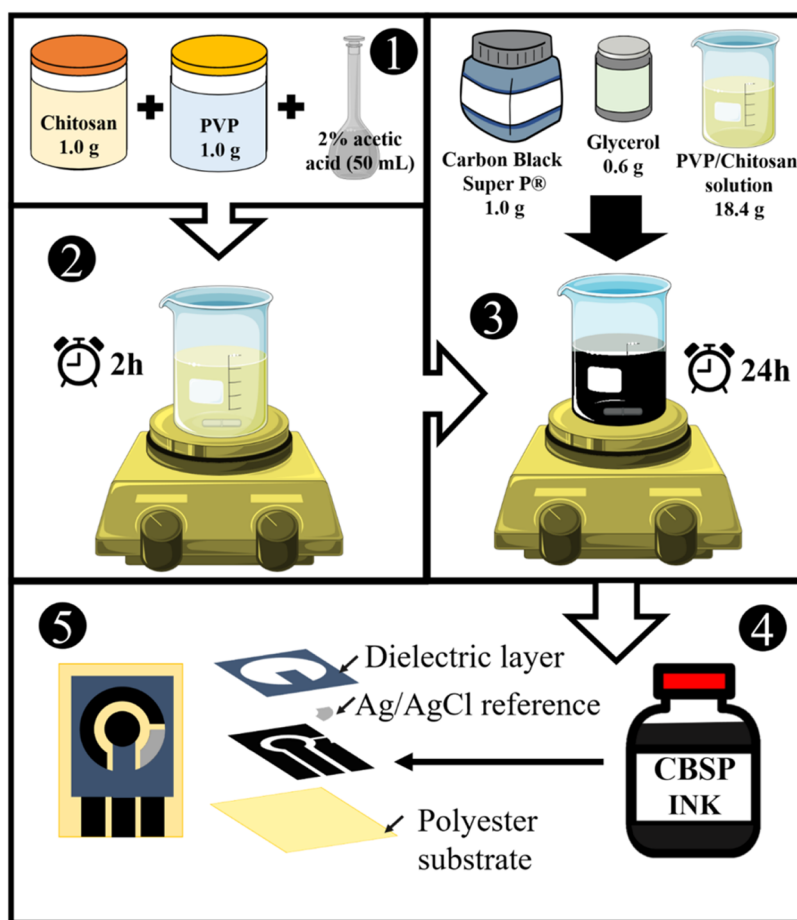 1
Chitosan
1.0 g
+
PVP
1.0 g
+
2% acetic
acid (50 mL)
Carbon Black
Super P®
1.0 g
Glycerol
0.6 g
PVP/Chitosan
solution
18.4 g
2
2h
3
24h
5
Dielectric layer
Ag/AgCl reference
Polyester
substrate
4
CBSP
INK